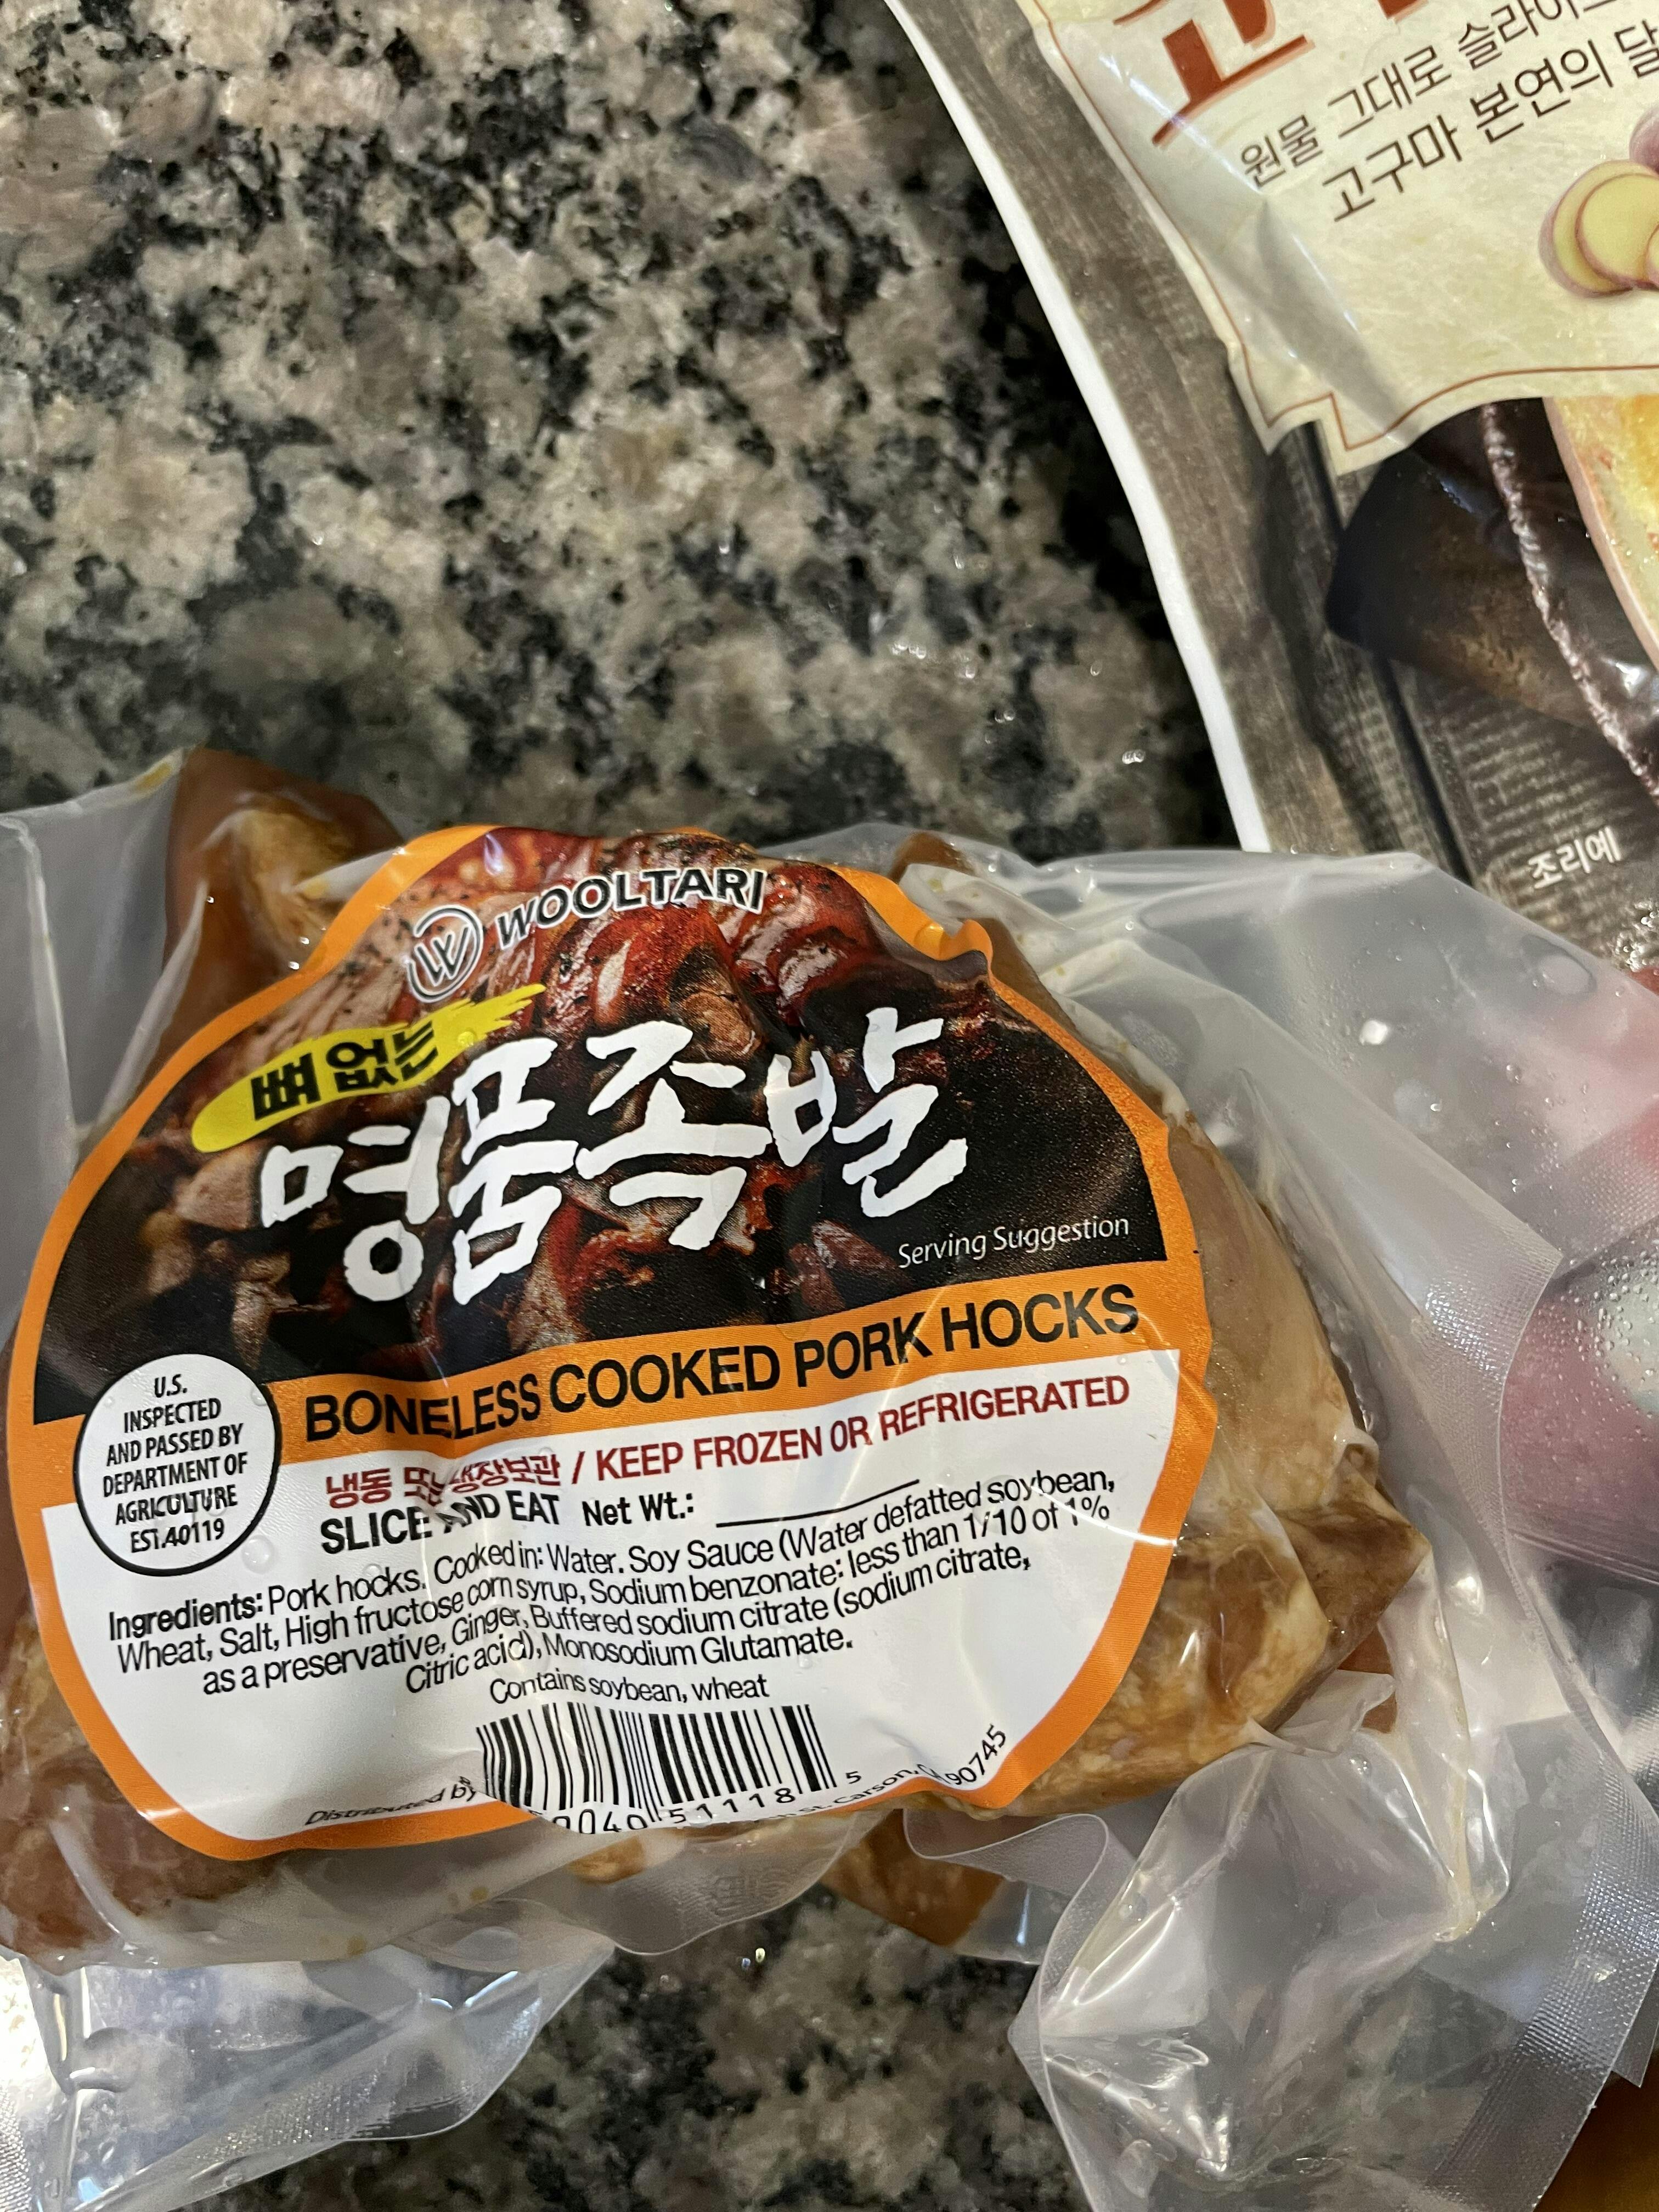 원물 그대로 슬라이스
고구마 본연의 달
조리예
WOOLTARI
뼈 없는
명품족발
Serving Suggestion
BONELESS COOKED PORK HOCKS
U.S.
INSPECTED
AND PASSED BY
DEPARTMENT OF
AGRICULTURE
EST.40119
냉동 또는 냉장보관 / KEEP FROZEN OR REFRIGERATED
SLICE AND EAT Net Wt.:
Ingredients: Pork hocks. Cooked in: Water. Soy Sauce (Water defatted soybean,
Wheat, Salt, High fructose corn syrup, Sodium benzonate: less than 1/10 of 1%
as a preservative, Ginger, Buffered sodium citrate (sodium citrate,
Citric acid), Monosodium Glutamate.
Contains soybean, wheat
Distributed by
St. Carson, CA 90745
0040 51118 5